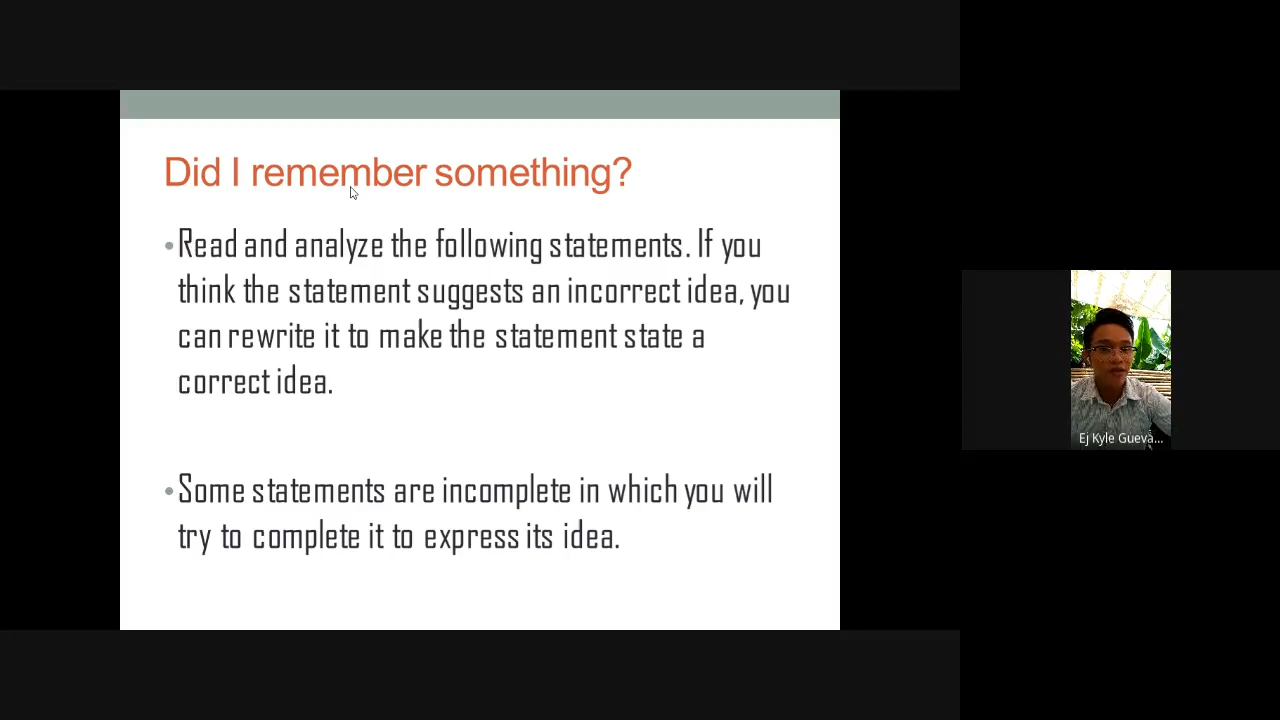 Did I remember something?
•Read and analyze the following statements. If you
think the statement suggests an incorrect idea, you
can rewrite it to make the statement state a
correct idea.
•Some statements are incomplete in which you will
try to complete it to express its idea.
Ej Kyle Gueva...